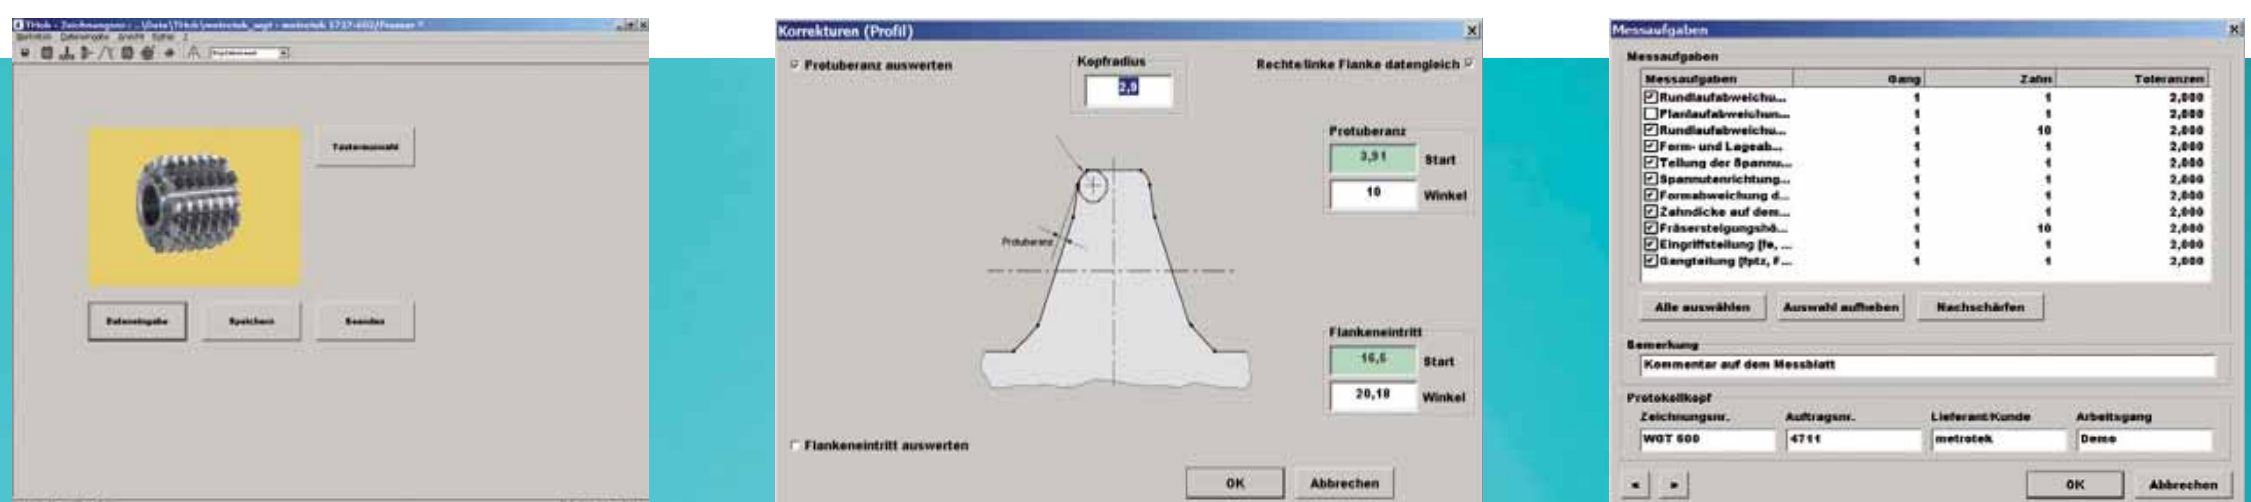 Tasterauswahl
Dateneingabe
Speichern
Beenden
Korrekturen (Profil)
Protuberanz auswerten
Kopfradius
Rechte/linke Flanke datengleich
2,0
Protuberanz
3,91 Start
10 Winkel
Protuberanz
Flankeneintritt
16,6 Start
20,18 Winkel
Flankeneintritt auswerten
OK
Abbrechen
Messaufgaben
Messaufgaben
Messaufgaben Gang Zahn Toleranzen
Rundlaufabweichu... 1 1 2,000
Planlaufabweichun... 1 1 2,000
Rundlaufabweichu... 1 10 2,000
Form- und Lageab... 1 1 2,000
Teilung der Spannu... 1 1 2,000
Spannutenrichtung... 1 1 2,000
Formabweichung d... 1 1 2,000
Zahndicke auf dem... 1 1 2,000
Fräsersteigungshö... 1 10 2,000
Eingriffsteilung [fe, ... 1 1 2,000
Gangteilung [fptz, F... 1 1 2,000
Alle auswählen
Auswahl aufheben
Nachschärfen
Bemerkung
Kommentar auf dem Messblatt
Protokollkopf
Zeichnungsnr. Auftragsnr. Lieferant/Kunde Arbeitsgang
WGT 600 4711 metrotek Demo
« »
OK
Abbrechen